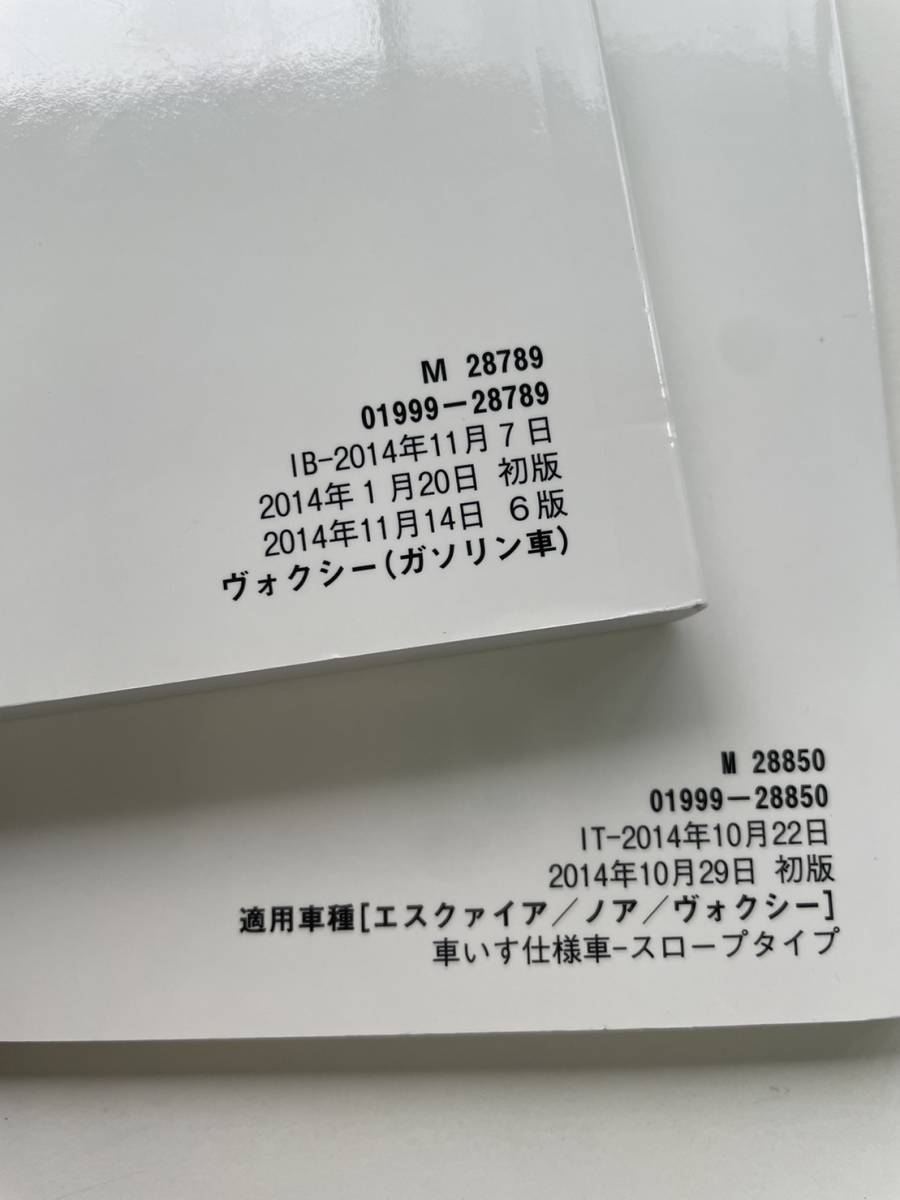 M 28789
01999-28789
IB-2014年11月7日
2014年1月20日 初版
2014年11月14日 6版
ヴォクシー(ガソリン車)
M 28850
01999-28850
IT-2014年10月22日
2014年10月29日 初版
適用車種[エスクァイア/ノア/ヴォクシー]
車いす仕様車-スロープタイプ